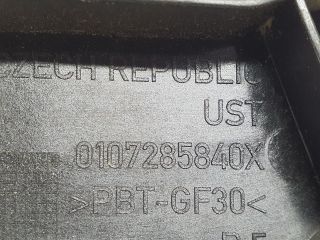 CZECH REPUBLIC
UST
0107285840X
>PBT-GF30<